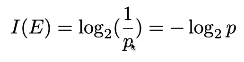 I(E) = log₂(1/p) = − log₂ p